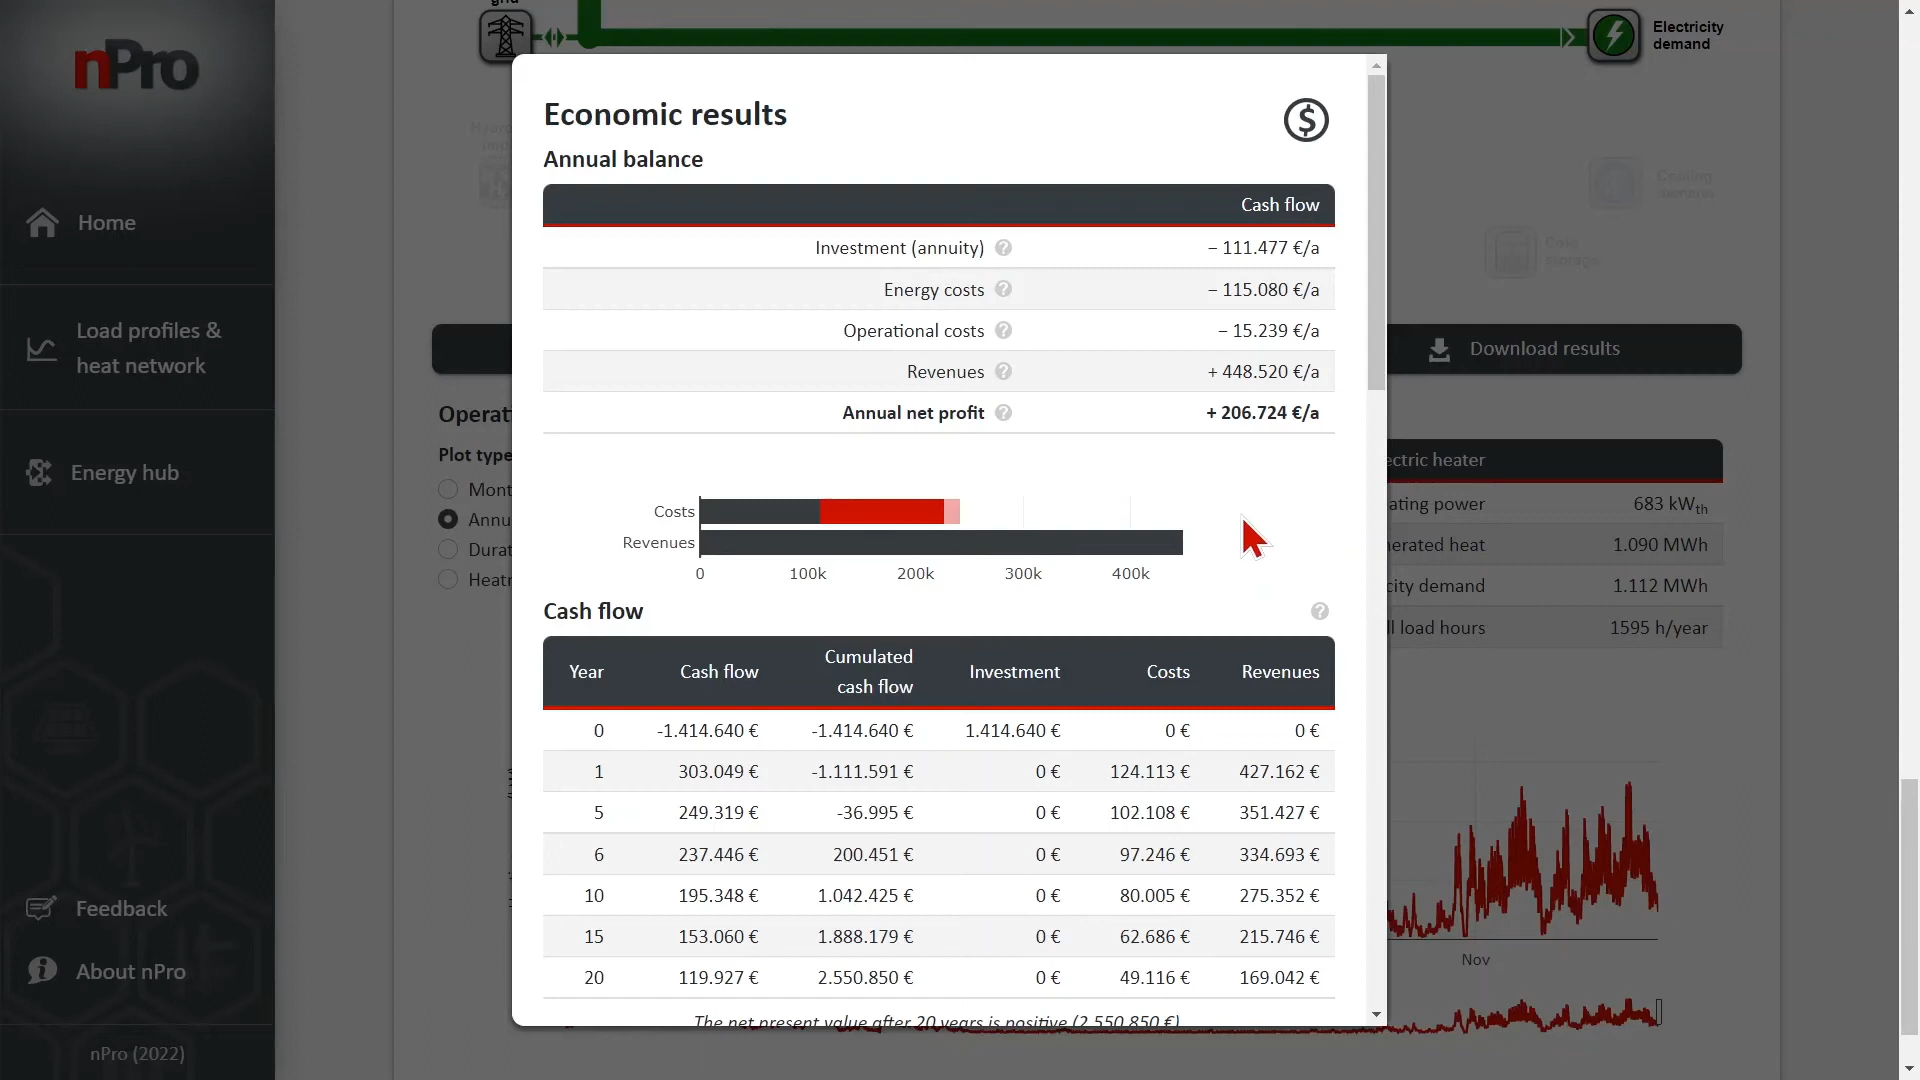 grid
nPro
Electricity
demand
Economic results
Annual balance
Cash flow
Investment (annuity) ? − 111.477 €/a
Energy costs ? − 115.080 €/a
Operational costs ? − 15.239 €/a
Revenues ? + 448.520 €/a
Annual net profit ? + 206.724 €/a
Costs
Revenues
0 100k 200k 300k 400k
Cash flow ?
Year Cash flow Cumulated cash flow Investment Costs Revenues
0 -1.414.640 € -1.414.640 € 1.414.640 € 0 € 0 €
1 303.049 € -1.111.591 € 0 € 124.113 € 427.162 €
5 249.319 € -36.995 € 0 € 102.108 € 351.427 €
6 237.446 € 200.451 € 0 € 97.246 € 334.693 €
10 195.348 € 1.042.425 € 0 € 80.005 € 275.352 €
15 153.060 € 1.888.179 € 0 € 62.686 € 215.746 €
20 119.927 € 2.550.850 € 0 € 49.116 € 169.042 €
The net present value after 20 years is positive (2.550.850 €)
Home
Load profiles &
heat network
Energy hub
Feedback
About nPro
nPro (2022)
Operat
Plot type
Mont
Annu
Durat
Heatm
Cooling
demand
Cold
storage
Download results
ectric heater
ating power 683 kWth
nerated heat 1.090 MWh
city demand 1.112 MWh
ll load hours 1595 h/year
Nov